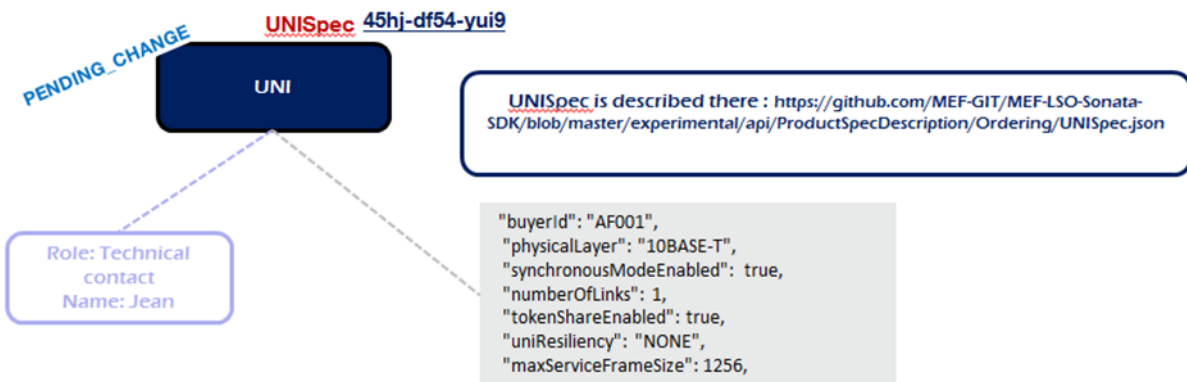 UNISpec 45hj-df54-yui9
PENDING_CHANGE
UNI
UNISpec is described there : https://github.com/MEF-GIT/MEF-LSO-Sonata-
SDK/blob/master/experimental/api/ProductSpecDescription/Ordering/UNISpec.json
Role: Technical
contact
Name: Jean
"buyerId": "AF001",
"physicalLayer": "10BASE-T",
"synchronousModeEnabled":  true,
"numberOfLinks": 1,
"tokenShareEnabled": true,
"uniResiliency": "NONE",
"maxServiceFrameSize": 1256,